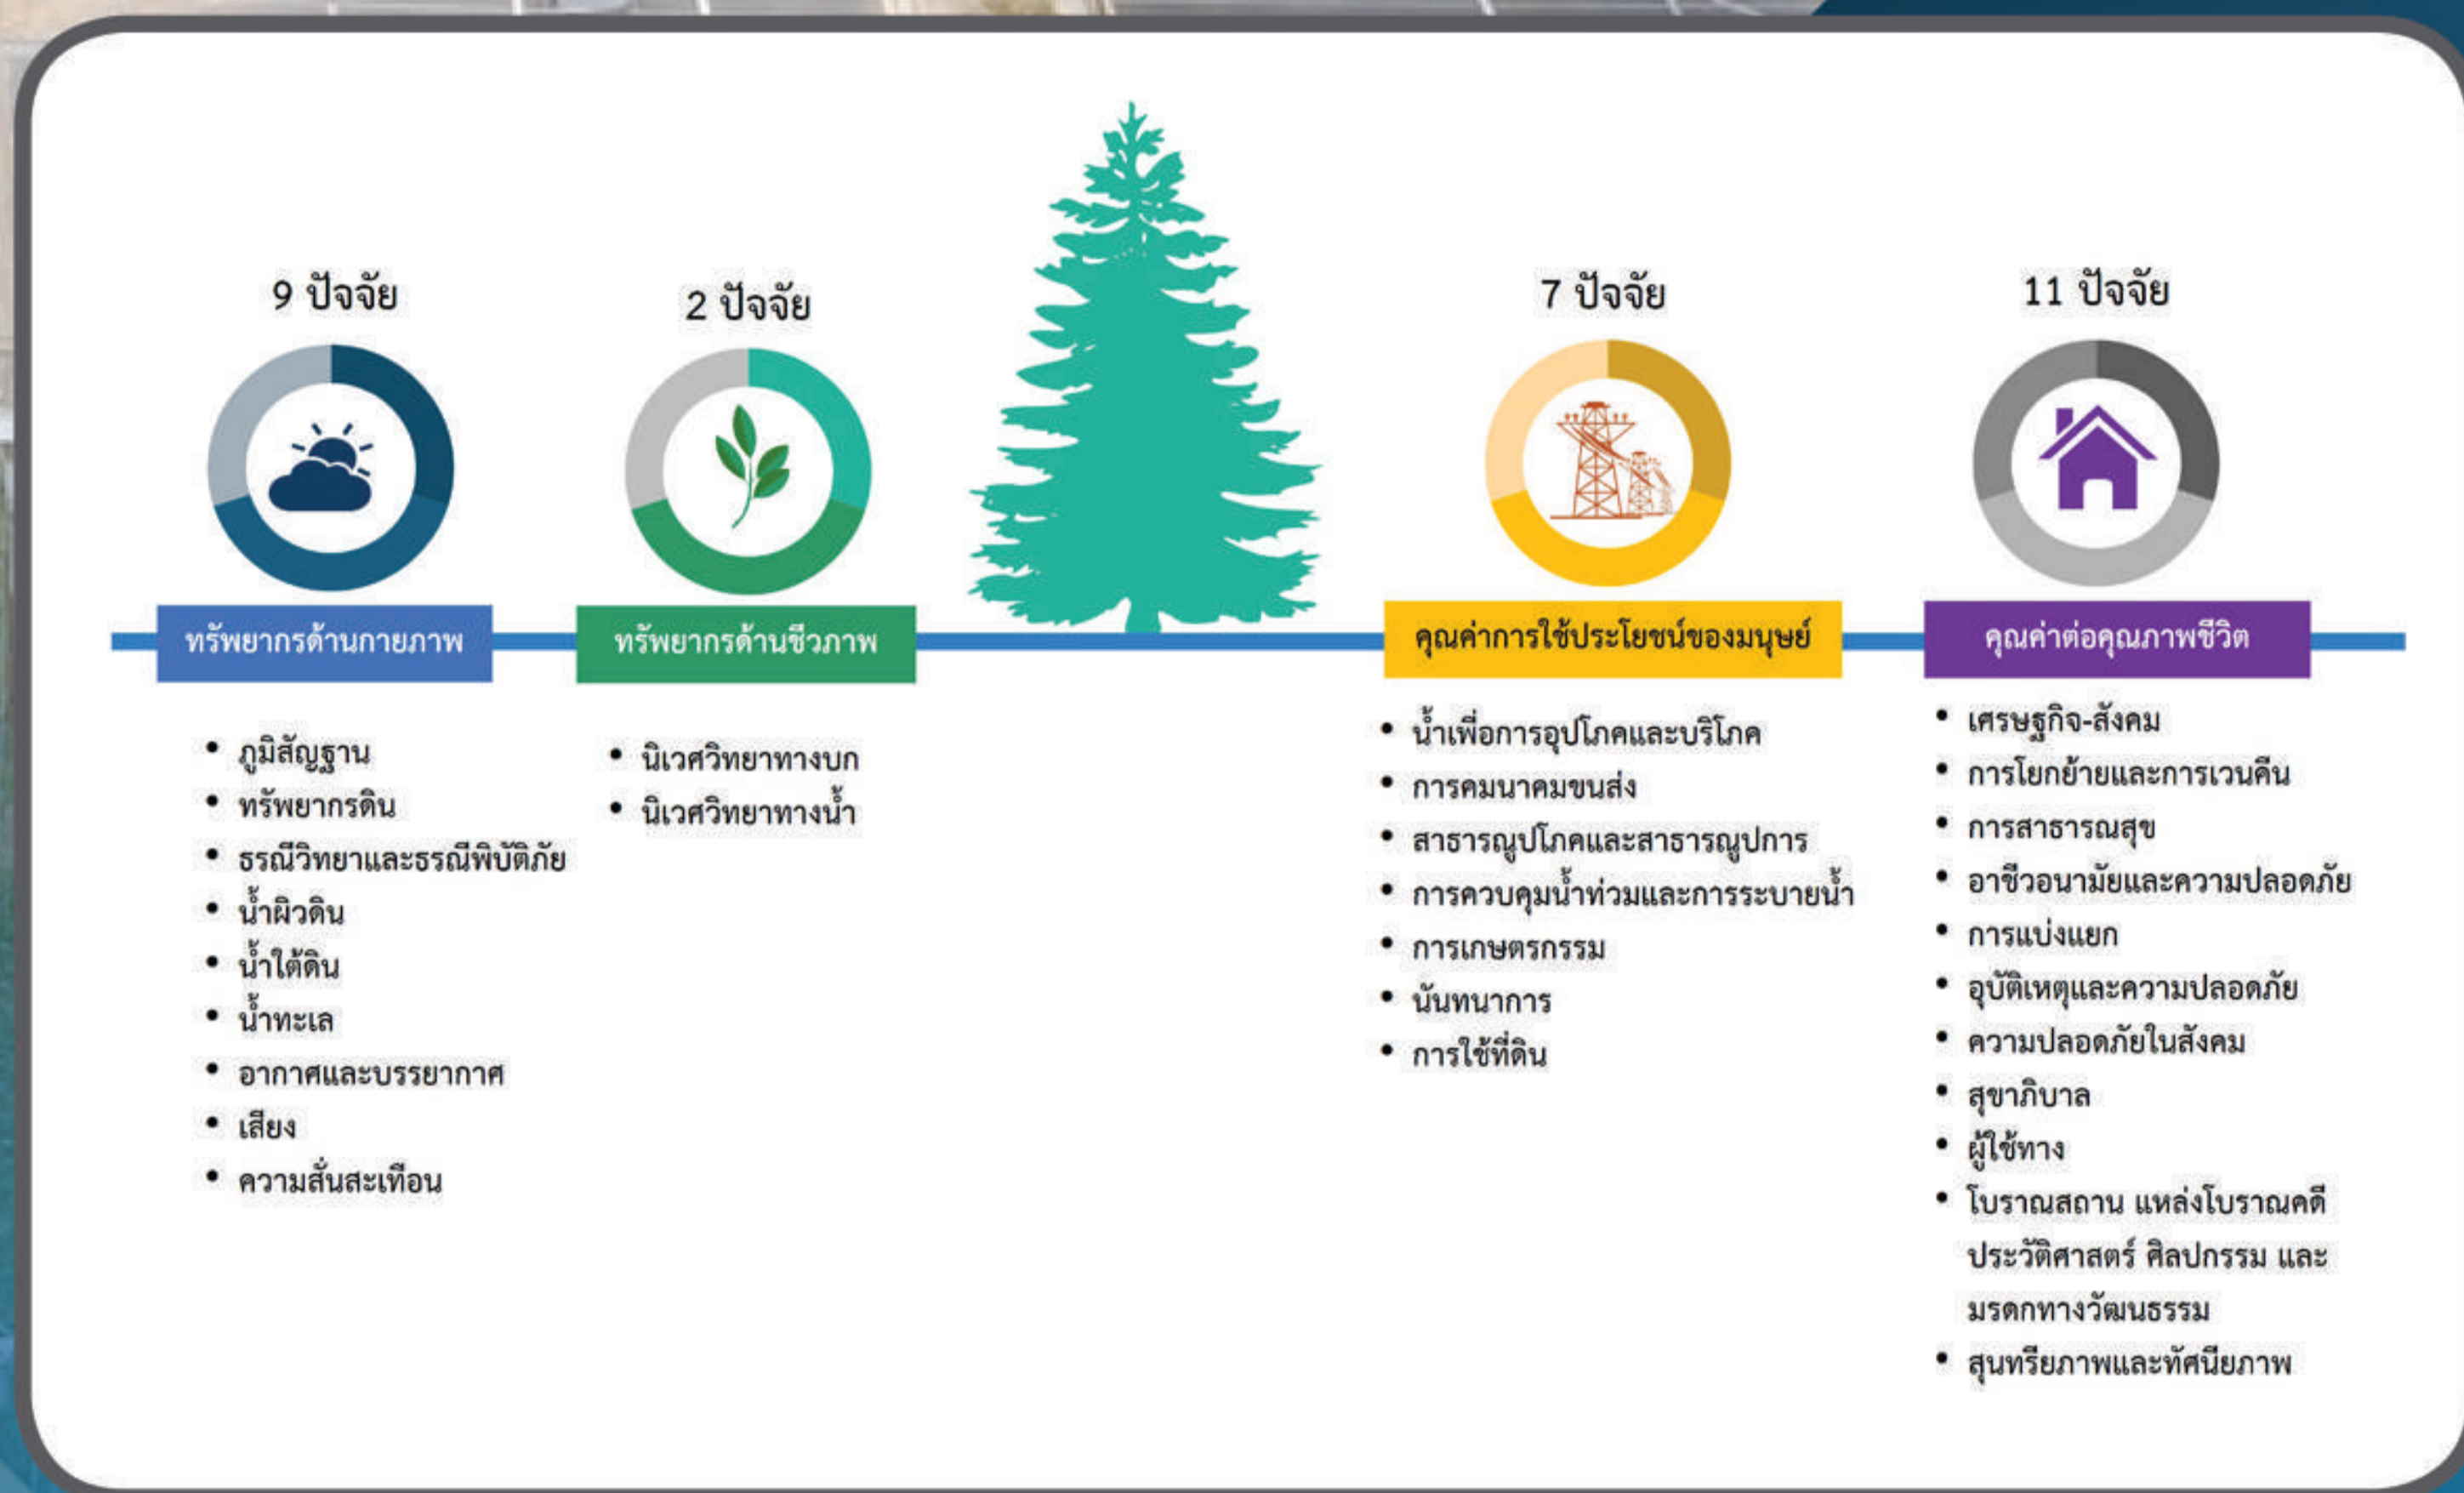 9 ปัจจัย
ทรัพยากรด้านกายภาพ
• ภูมิสัญฐาน
• ทรัพยากรดิน
• ธรณีวิทยาและธรณีพิบัติภัย
• น้ำผิวดิน
• น้ำใต้ดิน
• น้ำทะเล
• อากาศและบรรยากาศ
• เสียง
• ความสั่นสะเทือน
2 ปัจจัย
ทรัพยากรด้านชีวภาพ
• นิเวศวิทยาทางบก
• นิเวศวิทยาทางน้ำ
7 ปัจจัย
คุณค่าการใช้ประโยชน์ของมนุษย์
• น้ำเพื่อการอุปโภคและบริโภค
• การคมนาคมขนส่ง
• สาธารณูปโภคและสาธารณูปการ
• การควบคุมน้ำท่วมและการระบายน้ำ
• การเกษตรกรรม
• นันทนาการ
• การใช้ที่ดิน
11 ปัจจัย
คุณค่าต่อคุณภาพชีวิต
• เศรษฐกิจ-สังคม
• การโยกย้ายและการเวนคืน
• การสาธารณสุข
• อาชีวอนามัยและความปลอดภัย
• การแบ่งแยก
• อุบัติเหตุและความปลอดภัย
• ความปลอดภัยในสังคม
• สุขาภิบาล
• ผู้ใช้ทาง
• โบราณสถาน แหล่งโบราณคดี
ประวัติศาสตร์ ศิลปกรรม และ
มรดกทางวัฒนธรรม
• สุนทรียภาพและทัศนียภาพ